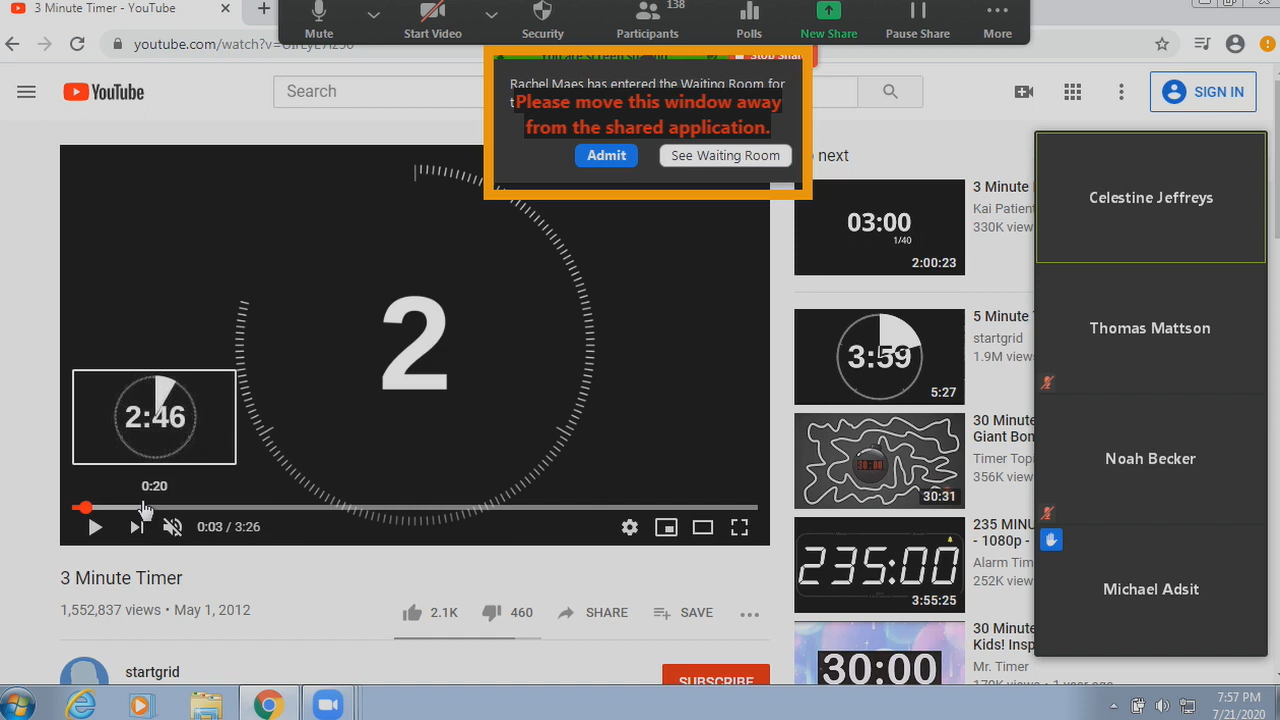 3 Minute Timer - YouTube
138
Mute
Start Video
Security
Participants
Polls
New Share
Pause Share
More
youtube.com/watch?v=
Rachel Maes has entered the Waiting Room for
Please move this window away
from the shared application.
Admit
See Waiting Room
YouTube
Search
SIGN IN
next
2
2:46
0:20
0:03 / 3:26
3 Minute Timer
1,552,837 views • May 1, 2012
2.1K
460
SHARE
SAVE
startgrid
SUBSCRIBE
03:00
1/40
2:00:23
3 Minute
Kai Patient
330K view
3:59
5:27
5 Minute
startgrid
1.9M view
30:00
30:31
30 Minute
Giant Bon
Timer Top
356K view
235:00
3:55:25
235 MINU
- 1080p -
Alarm Tim
252K view
30:00
30 Minute
Kids! Insp
Mr. Timer
Celestine Jeffreys
Thomas Mattson
Noah Becker
Michael Adsit
7:57 PM
7/21/2020